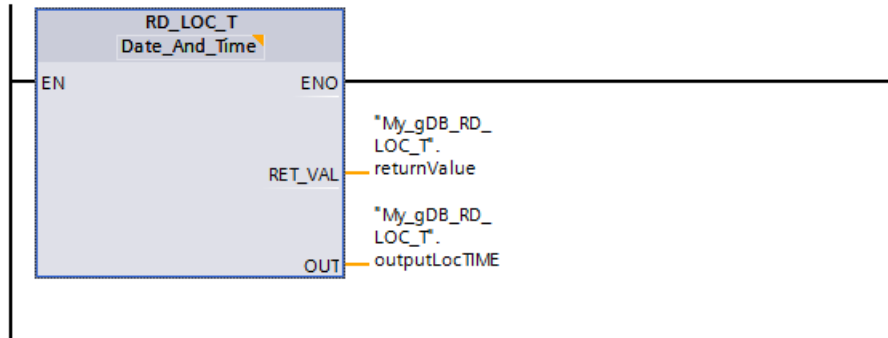 RD_LOC_T
Date_And_Time
EN
ENO
"My_gDB_RD_
LOC_T".
RET_VAL
returnValue
"My_gDB_RD_
LOC_T".
OUT
outputLocTIME